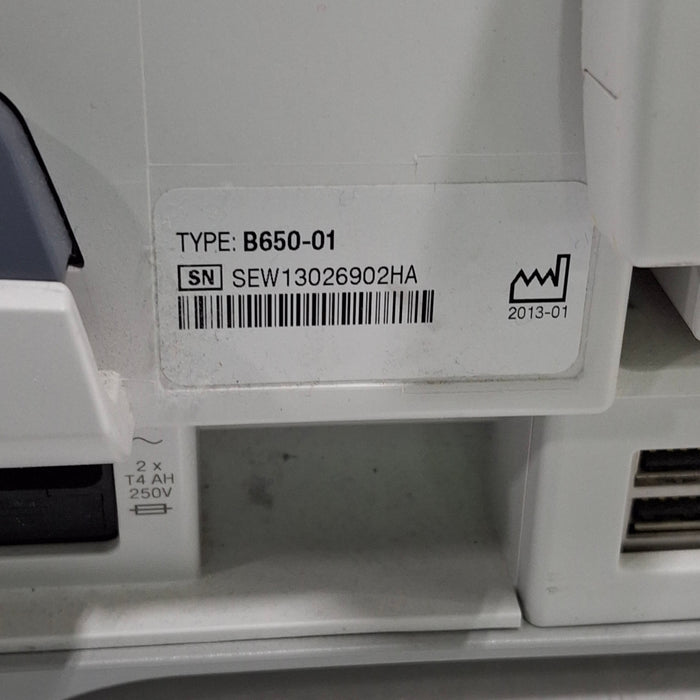 TYPE: B650-01
SN SEW13026902HA
2013-01
2 x
T4 AH
250V